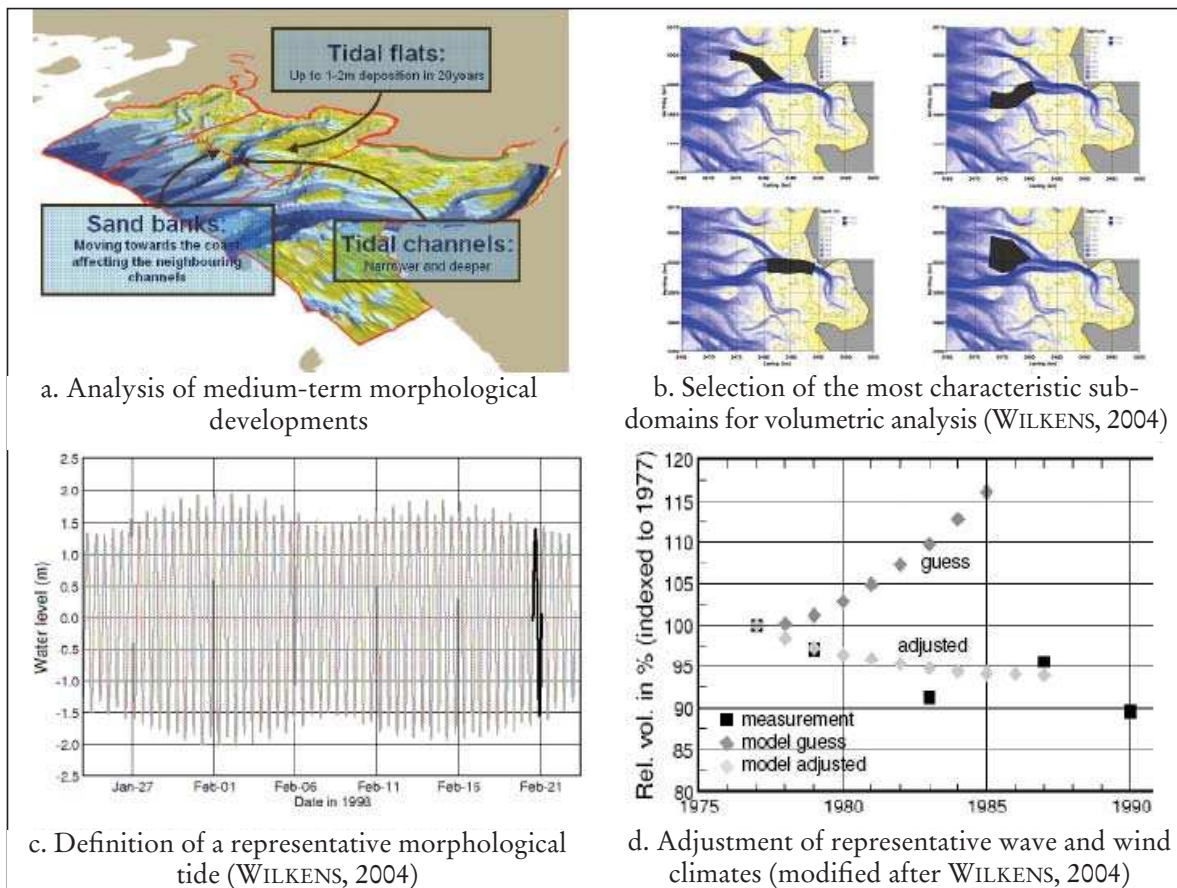 Tidal flats:
Up to 1-2m deposition in 20years
Sand banks:
Moving towards the coast
affecting the neighbouring
channels
Tidal channels:
Narrower and deeper
a. Analysis of medium-term morphological
developments
b. Selection of the most characteristic sub-
domains for volumetric analysis (WILKENS, 2004)
2.5
2.0
1.5
1.0
0.5
0.0
-0.5
-1.0
-1.5
-2.0
-2.5
Water level (m)
Jan-27 Feb-01 Feb-06 Feb-11 Feb-16 Feb-21
Date in 1998
c. Definition of a representative morphological
tide (WILKENS, 2004)
120
115
110
105
100
95
90
85
80
Rel. vol. in % (indexed to 1977)
guess
adjusted
measurement
model guess
model adjusted
1975 1980 1985 1990
d. Adjustment of representative wave and wind
climates (modified after WILKENS, 2004)